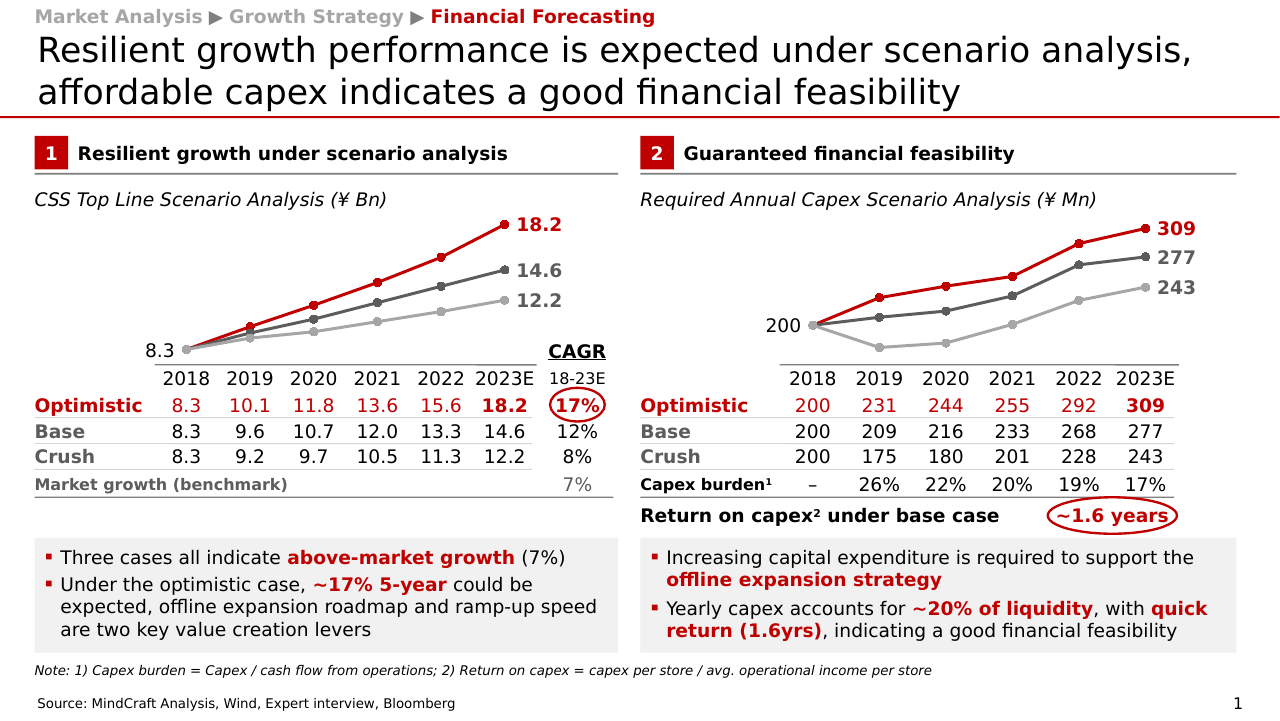 Market Analysis ▶ Growth Strategy ▶ Financial Forecasting
Resilient growth performance is expected under scenario analysis,
affordable capex indicates a good financial feasibility
1 Resilient growth under scenario analysis
CSS Top Line Scenario Analysis (¥ Bn)
18.2
14.6
12.2
8.3
CAGR
2018 2019 2020 2021 2022 2023E 18-23E
Optimistic 8.3 10.1 11.8 13.6 15.6 18.2 17%
Base 8.3 9.6 10.7 12.0 13.3 14.6 12%
Crush 8.3 9.2 9.7 10.5 11.3 12.2 8%
Market growth (benchmark) 7%
▪ Three cases all indicate above-market growth (7%)
▪ Under the optimistic case, ~17% 5-year could be
expected, offline expansion roadmap and ramp-up speed
are two key value creation levers
2 Guaranteed financial feasibility
Required Annual Capex Scenario Analysis (¥ Mn)
309
277
243
200
2018 2019 2020 2021 2022 2023E
Optimistic 200 231 244 255 292 309
Base 200 209 216 233 268 277
Crush 200 175 180 201 228 243
Capex burden¹ – 26% 22% 20% 19% 17%
Return on capex² under base case ~1.6 years
▪ Increasing capital expenditure is required to support the
offline expansion strategy
▪ Yearly capex accounts for ~20% of liquidity, with quick
return (1.6yrs), indicating a good financial feasibility
Note: 1) Capex burden = Capex / cash flow from operations; 2) Return on capex = capex per store / avg. operational income per store
Source: MindCraft Analysis, Wind, Expert interview, Bloomberg
1